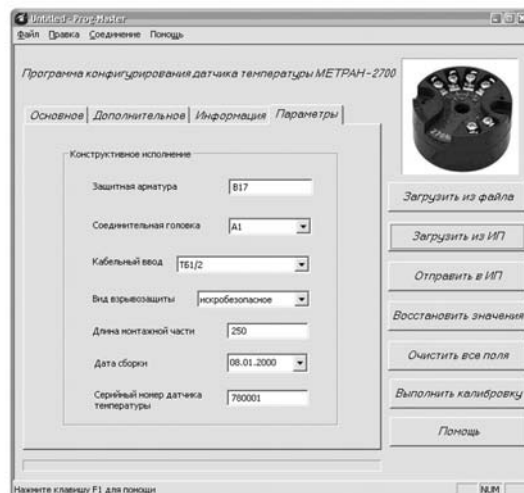 Untitled - Prog-Master
Файл Правка Соединение Помощь
Программа конфигурирования датчика температуры МЕТРАН-2700
Основное Дополнительное Информация Параметры
Конструктивное исполнение
Защитная арматура В17
Соединительная головка А1
Кабельный ввод ТБ1/2
Вид взрывозащиты искробезопасное
Длина монтажной части 250
Дата сборки 08.01.2000
Серийный номер датчика
температуры 780001
Загрузить из файла
Загрузить из ИП
Отправить в ИП
Восстановить значения
Очистить все поля
Выполнить калибровку
Помощь
Нажмите клавишу F1 для помощи NUM